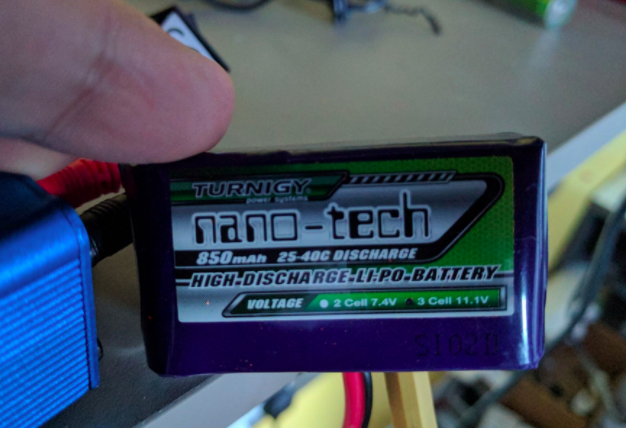 TURNIGY
power systems
nano-tech
850mAh 25-40C DISCHARGE
HIGH-DISCHARGE-LI-PO-BATTERY
VOLTAGE 2 Cell 7.4V 3 Cell 11.1V